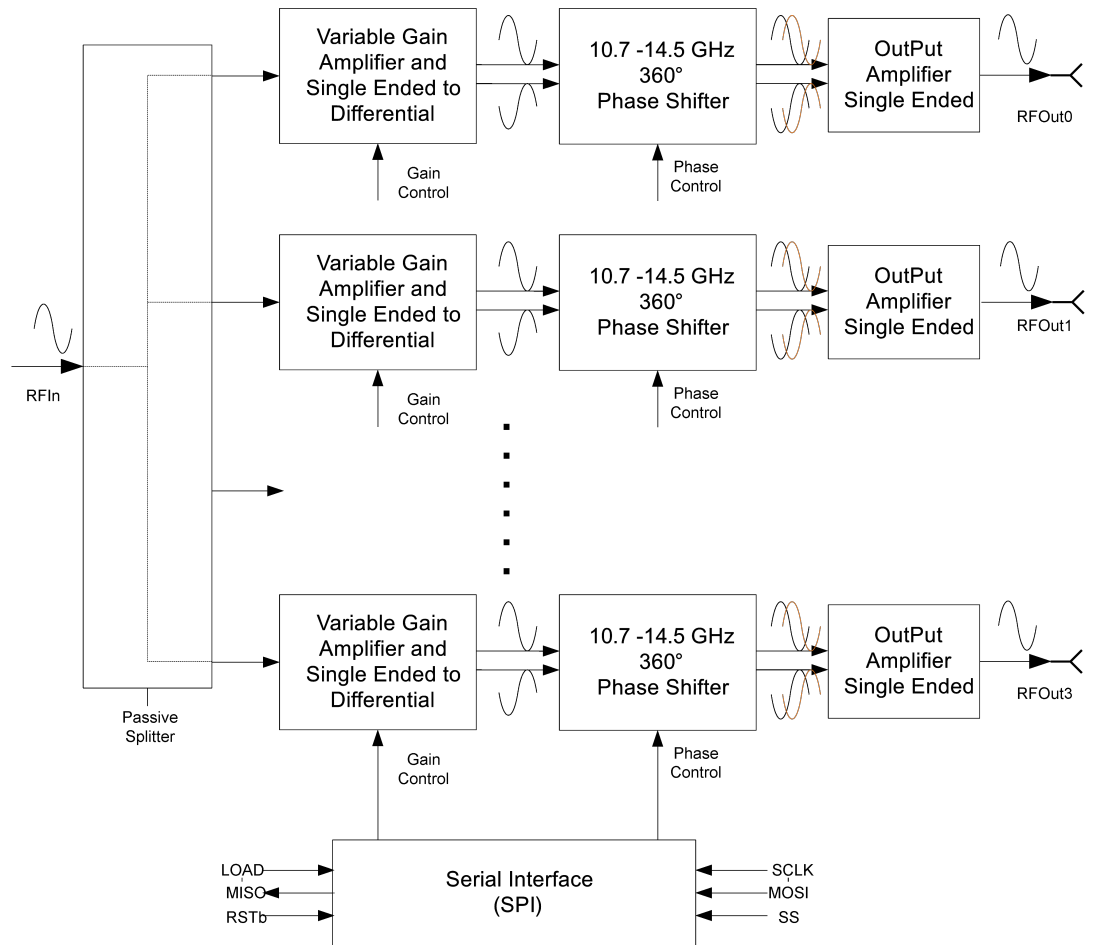 Variable Gain
Amplifier and
Single Ended to
Differential
10.7 -14.5 GHz
360°
Phase Shifter
OutPut
Amplifier
Single Ended
RFOut0
Gain
Control
Phase
Control
Variable Gain
Amplifier and
Single Ended to
Differential
10.7 -14.5 GHz
360°
Phase Shifter
OutPut
Amplifier
Single Ended
RFOut1
RFIn
Gain
Control
Phase
Control
Variable Gain
Amplifier and
Single Ended to
Differential
10.7 -14.5 GHz
360°
Phase Shifter
OutPut
Amplifier
Single Ended
RFOut3
Passive
Splitter
Gain
Control
Phase
Control
LOAD
MISO
RSTb
Serial Interface
(SPI)
SCLK
MOSI
SS